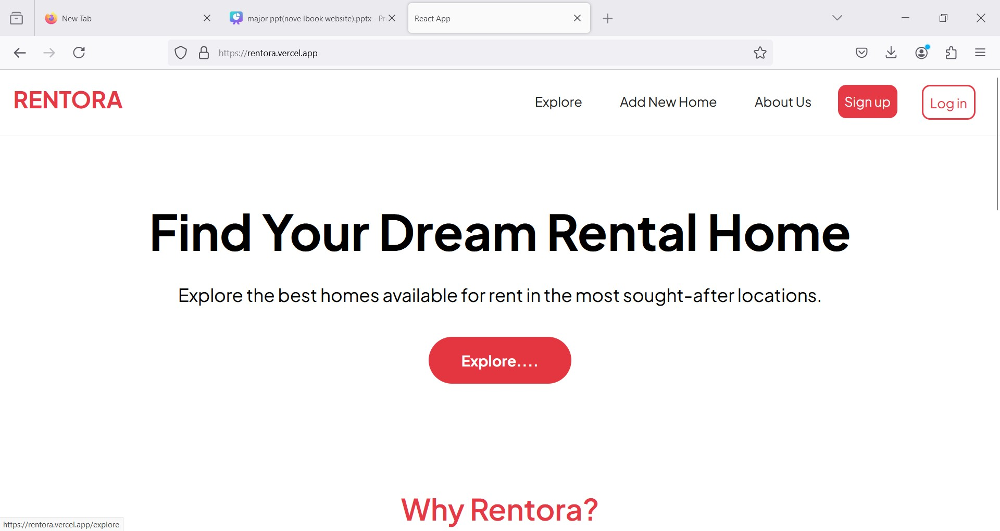 New Tab
major ppt(nove lbook website).pptx - Pr
React App
https://rentora.vercel.app
RENTORA
Explore
Add New Home
About Us
Sign up
Log in
Find Your Dream Rental Home
Explore the best homes available for rent in the most sought-after locations.
Explore....
Why Rentora?
https://rentora.vercel.app/explore